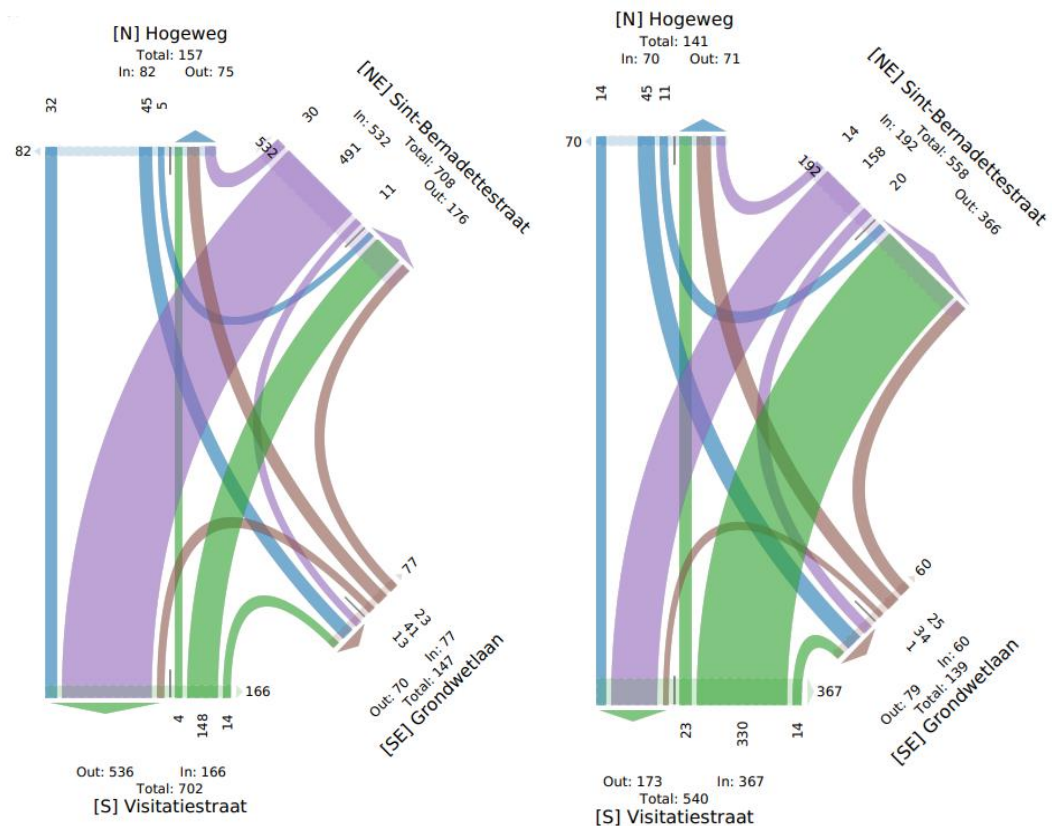 [N] Hogeweg
Total: 157
In: 82 Out: 75
32
45
5
82
532
30
491
11
[NE] Sint-Bernadettestraat
In: 532
Total: 708
Out: 176
77
23
41
13
In: 77
Total: 147
Out: 70
[SE] Grondwetlaan
166
4
148
14
Out: 536 In: 166
Total: 702
[S] Visitatiestraat
[N] Hogeweg
Total: 141
In: 70 Out: 71
14
45
11
70
192
14
158
20
[NE] Sint-Bernadettestraat
In: 192
Total: 558
Out: 366
60
25
34
1
In: 60
Total: 139
Out: 79
[SE] Grondwetlaan
367
23
330
14
Out: 173 In: 367
Total: 540
[S] Visitatiestraat